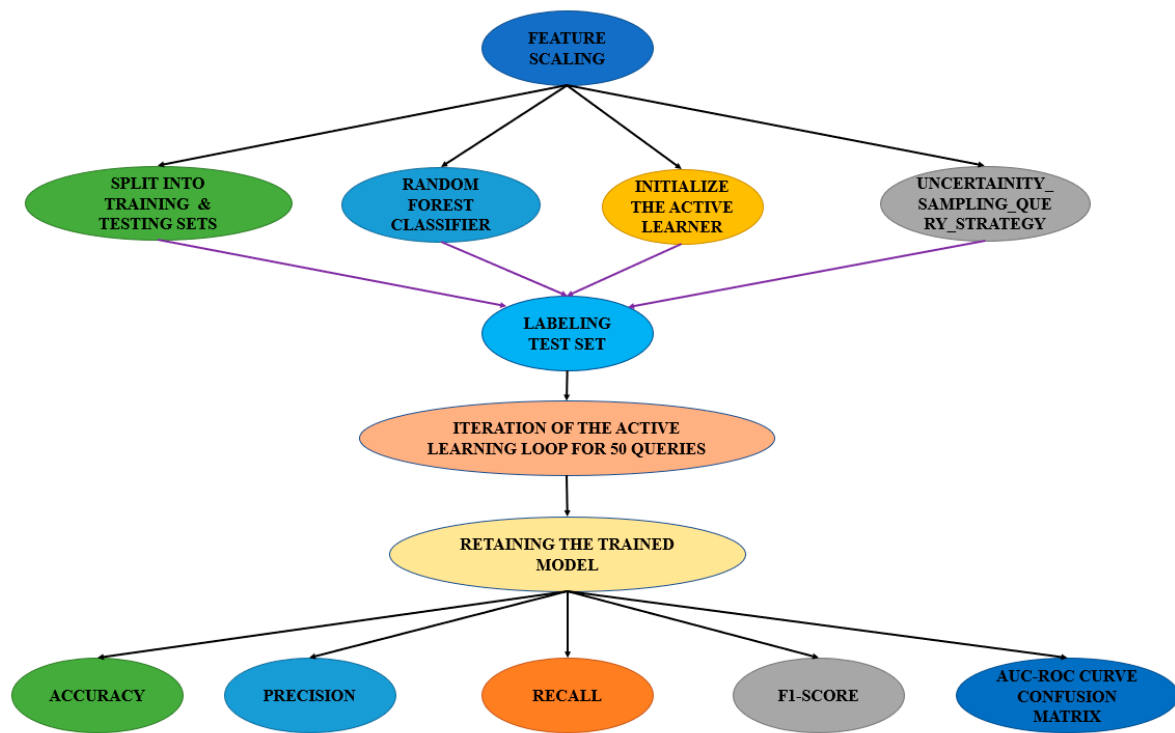 FEATURE
SCALING
SPLIT INTO
TRAINING &
TESTING SETS
RANDOM
FOREST
CLASSIFIER
INITIALIZE
THE ACTIVE
LEARNER
UNCERTAINITY_
SAMPLING_QUE
RY_STRATEGY
LABELING
TEST SET
ITERATION OF THE ACTIVE
LEARNING LOOP FOR 50 QUERIES
RETAINING THE TRAINED
MODEL
ACCURACY
PRECISION
RECALL
F1-SCORE
AUC-ROC CURVE
CONFUSION
MATRIX